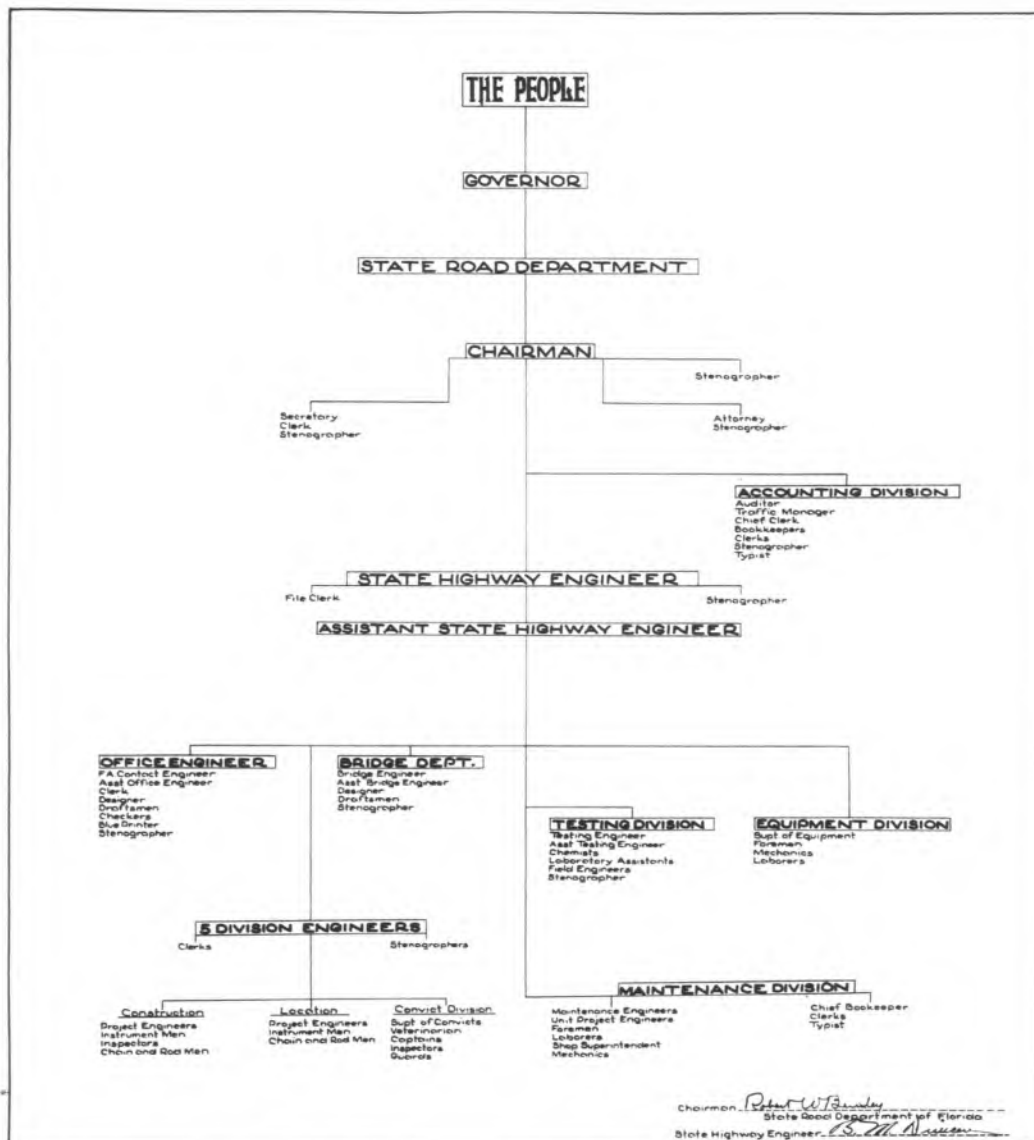 THE PEOPLE
GOVERNOR
STATE ROAD DEPARTMENT
CHAIRMAN
Stenographer
Secretary
Clerk
Stenographer
Attorney
Stenographer
ACCOUNTING DIVISION
Auditor
Traffic Manager
Chief Clerk
Bookkeepers
Clerks
Stenographer
Typist
STATE HIGHWAY ENGINEER
File Clerk
Stenographer
ASSISTANT STATE HIGHWAY ENGINEER
OFFICE ENGINEER
FA Contact Engineer
Asst Office Engineer
Clerk
Designer
Draftsmen
Checkers
Blue Printer
Stenographer
BRIDGE DEPT.
Bridge Engineer
Asst Bridge Engineer
Designer
Draftsmen
Stenographer
TESTING DIVISION
Testing Engineer
Asst Testing Engineer
Chemists
Laboratory Assistants
Field Engineers
Stenographer
EQUIPMENT DIVISION
Supt of Equipment
Foremen
Mechanics
Laborers
5 DIVISION ENGINEERS
Clerks
Stenographers
Construction
Project Engineers
Instrument Men
Inspectors
Chain and Rod Men
Location
Project Engineers
Instrument Men
Chain and Rod Men
Convict Division
Supt of Convicts
Veterinarian
Captains
Inspectors
Guards
MAINTENANCE DIVISION
Maintenance Engineers
Unit Project Engineers
Foremen
Laborers
Shop Superintendent
Mechanics
Chief Bookeeper
Clerks
Typist
Chairman Robert W
State Road Department of Florida
State Highway Engineer B. M.